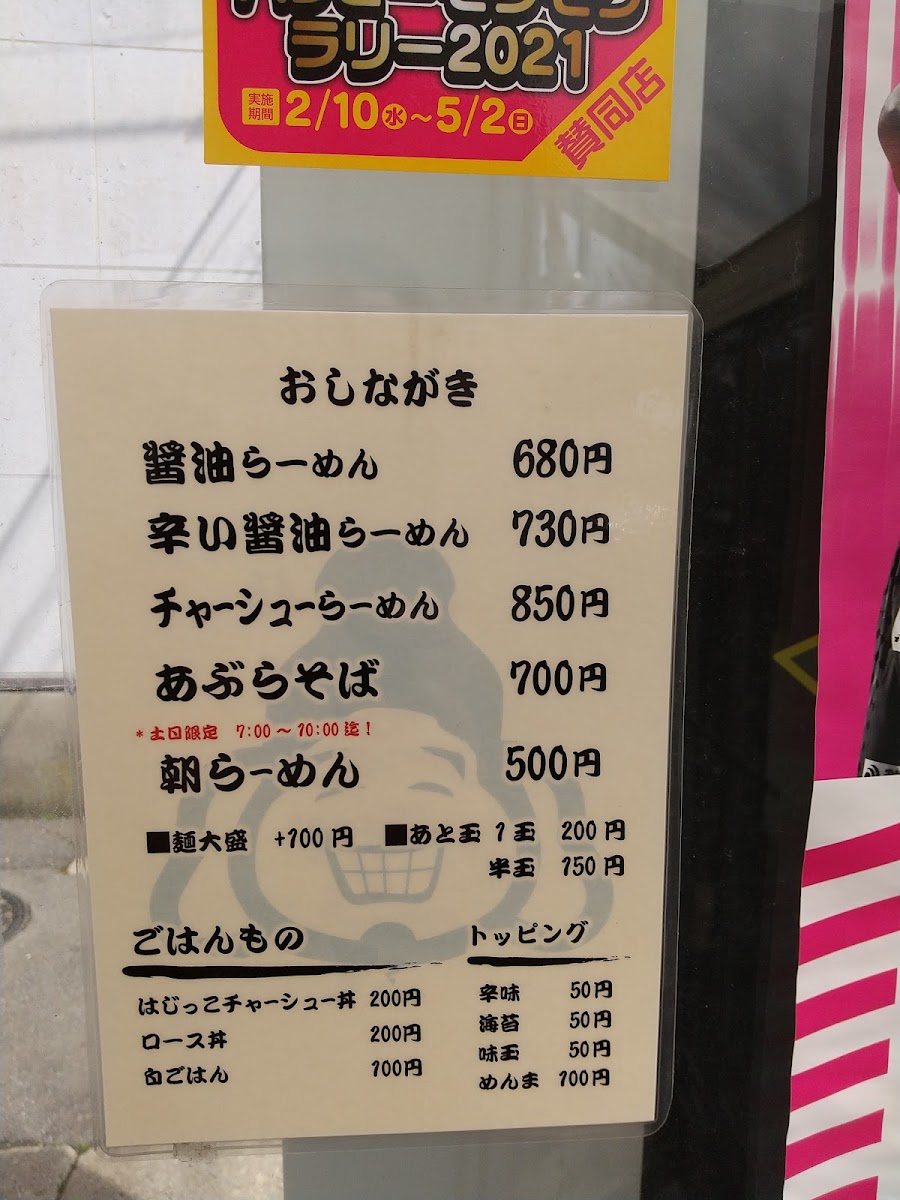 ラリー2021
実施期間 2/10水～5/2日
賛同店
おしながき
醤油らーめん 680円
辛い醤油らーめん 730円
チャーシューらーめん 850円
あぶらそば 700円
*土日限定 7:00～10:00迄！
朝らーめん 500円
■麺大盛 +100円 ■あと玉 1玉 200円
半玉 150円
ごはんもの
はじっこチャーシュー丼 200円
ロース丼 200円
白ごはん 100円
トッピング
辛味 50円
海苔 50円
味玉 50円
めんま 100円